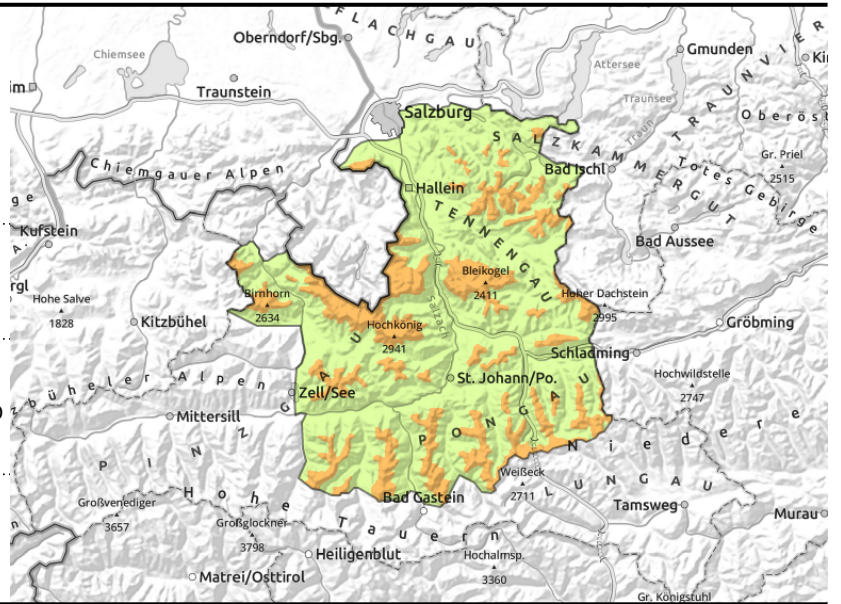 FLACHGAU
Oberndorf/Sbg.
Chiemsee
Gmunden
Attersee
Traunsee
TRAUNVIER
Traunstein
Salzburg
Oberöst
Traun
SALZKAMMERGUT
Gr. Priel
2515
Chiemgauer Alpen
Bad Ischl
Totes Gebirge
Hallein
TENNENGAU
Kufstein
Bad Aussee
Bleikogel
2411
Birnhorn
2634
Hoher Dachstein
2995
Hohe Salve
1828
Kitzbühel
Salzach
Hochkönig
2941
Gröbming
Schladming
Hochwildstelle
2747
zbüheler Alpen
Zell/See
St. Johann/Po.
Mittersill
PINZGAU
PONGAU
Niedere
Weißeck
2711
LUNGAU
Hohe Tauern
Bad Gastein
Großvenediger
3657
Großglockner
3798
Tamsweg
Murau
Heiligenblut
Hochalmsp.
3360
Matrei/Osttirol
Gr. Königstuhl